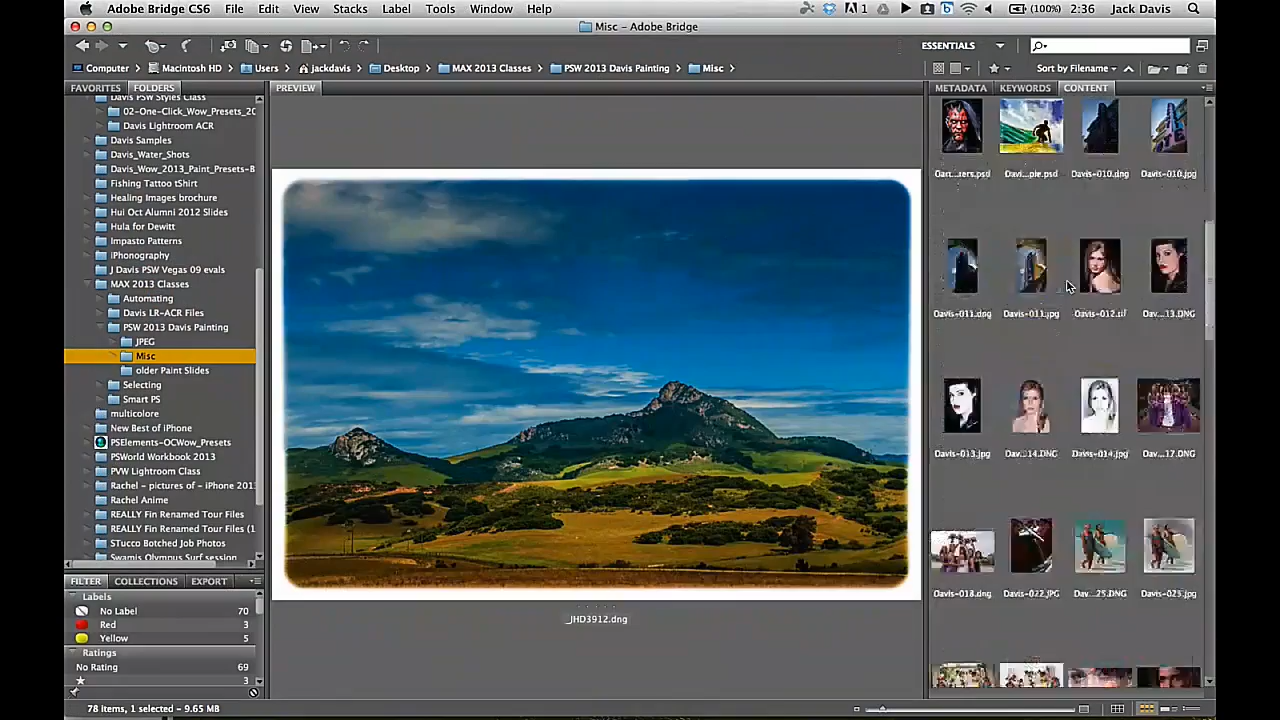 Adobe Bridge CS6 File Edit View Stacks Label Tools Window Help 1 (100%) 2:36 Jack Davis
Misc – Adobe Bridge
ESSENTIALS
Computer Macintosh HD Users jackdavis Desktop MAX 2013 Classes PSW 2013 Davis Painting Misc Sort by Filename
FAVORITES FOLDERS PREVIEW METADATA KEYWORDS CONTENT
Davis PSW Styles Class
02-One-Click_Wow_Presets_20
Davis Lightroom ACR
Davis Samples
Davis_Water_Shots
Davis_Wow_2013_Paint_Presets-B
Fishing Tattoo tShirt
Healing Images brochure
Hui Oct Alumni 2012 Slides
Hula for Dewitt
Impasto Patterns
iPhonography
J Davis PSW Vegas 09 evals
MAX 2013 Classes
Automating
Davis LR-ACR Files
PSW 2013 Davis Painting
JPEG
Misc
older Paint Slides
Selecting
Smart PS
multicolore
New Best of iPhone
PSElements-OCWow_Presets
PSWorld Workbook 2013
PVW Lightroom Class
Rachel - pictures of - iPhone 201
Rachel Anime
REALLY Fin Renamed Tour Files
REALLY Fin Renamed Tour Files (1
STucco Botched Job Photos
Swamis Olympus Surf session
FILTER COLLECTIONS EXPORT
Labels
No Label 70
Red 3
Yellow 5
Ratings
No Rating 69
3
78 items, 1 selected – 9.65 MB
_JHD3912.dng
Davi...pie.psd Davis-010.dng Davis-010.jpg
Davis-011.dng Davis-011.jpg Davis-012.tif Dav...13.DNG
Davis-013.jpg Dav...14.DNG Davis-014.jpg Dav...17.DNG
Davis-018.dng Davis-022.JPG Dav...25.DNG Davis-025.jpg